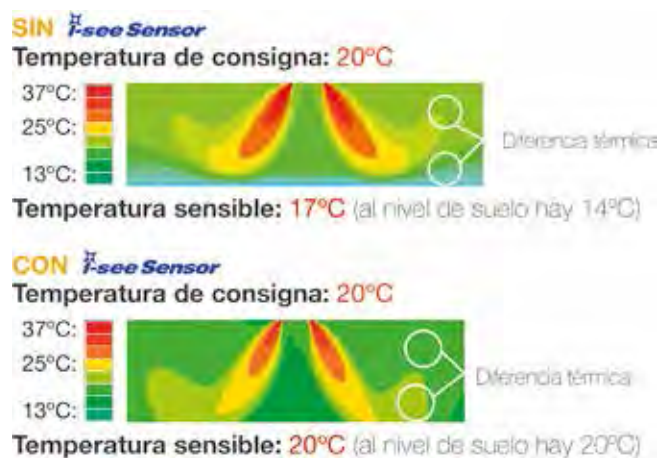 SIN i-see Sensor
Temperatura de consigna: 20ºC
37ºC:
25ºC:
13ºC:
Diferencia térmica
Temperatura sensible: 17ºC (al nivel de suelo hay 14ºC)
CON i-see Sensor
Temperatura de consigna: 20ºC
37ºC:
25ºC:
13ºC:
Diferencia térmica
Temperatura sensible: 20ºC (al nivel de suelo hay 20ºC)